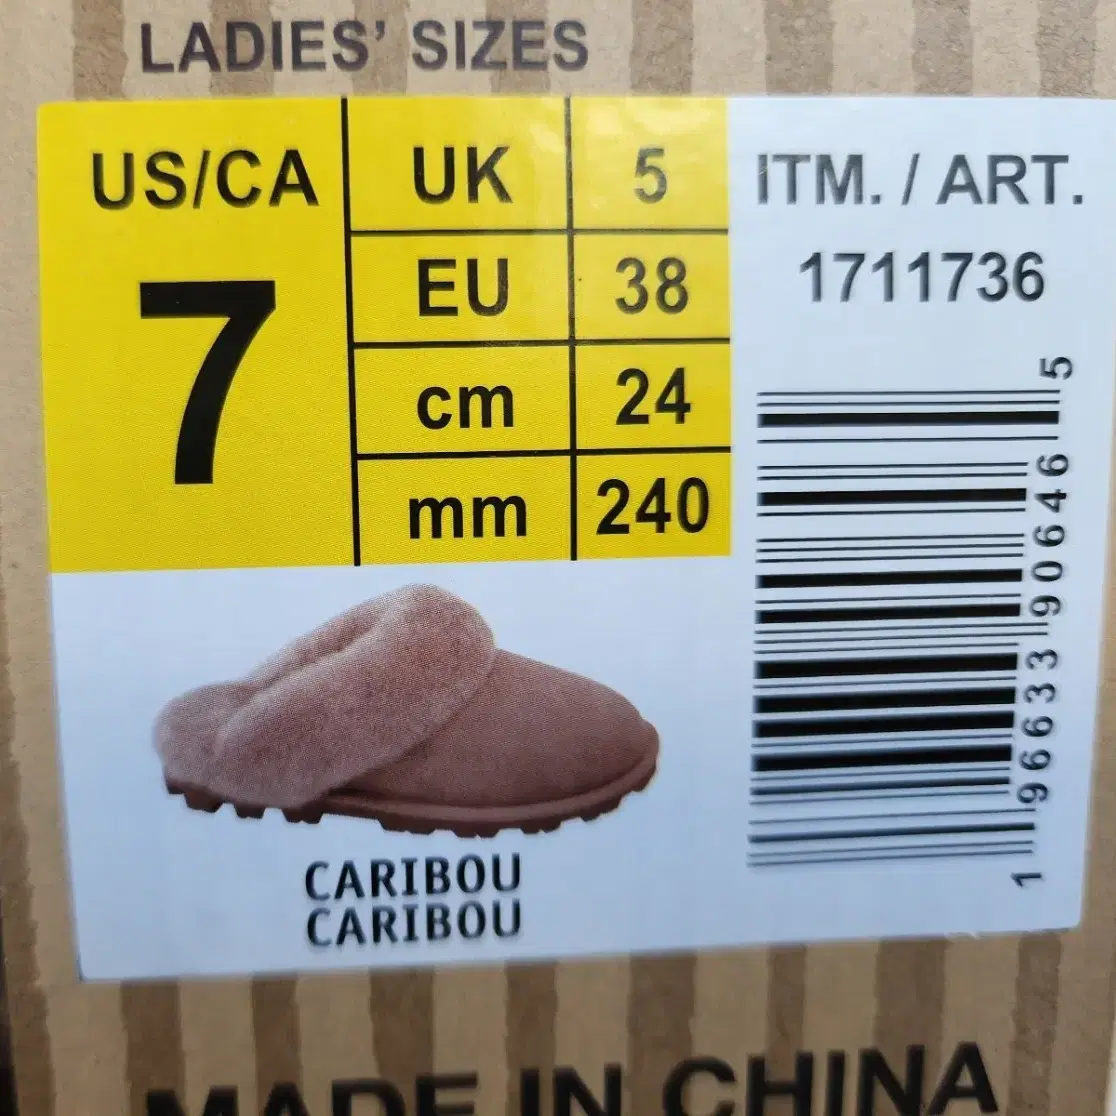 LADIES' SIZES
US/CA
7
UK 5
EU 38
cm 24
mm 240
ITM. / ART.
1711736
1 96633 90646 5
CARIBOU
CARIBOU
MADE IN CHINA